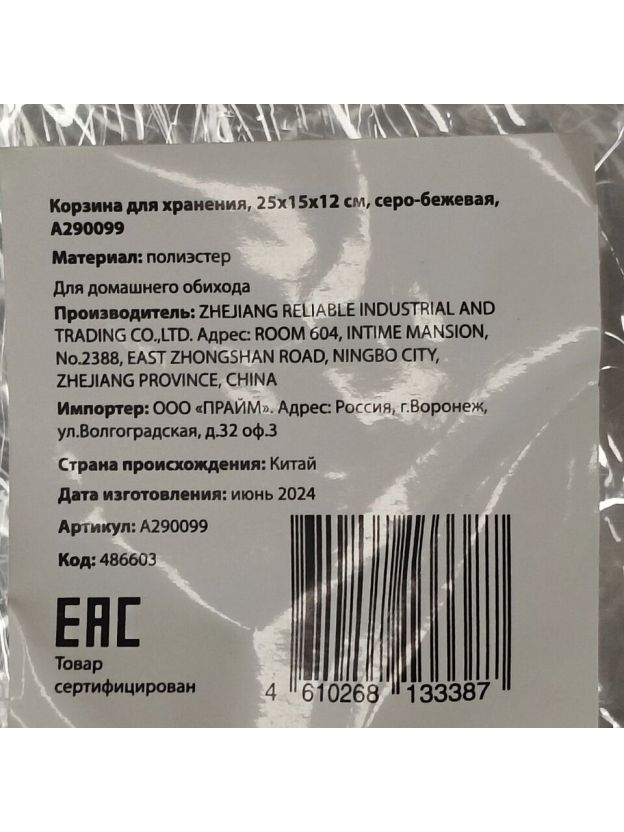 Корзина для хранения, 25х15х12 см, серо-бежевая,
А290099
Материал: полиэстер
Для домашнего обихода
Производитель: ZHEJIANG RELIABLE INDUSTRIAL AND
TRADING CO.,LTD. Адрес: ROOM 604, INTIME MANSION,
No.2388, EAST ZHONGSHAN ROAD, NINGBO CITY,
ZHEJIANG PROVINCE, CHINA
Импортер: ООО «ПРАЙМ». Адрес: Россия, г.Воронеж,
ул.Волгоградская, д.32 оф.3
Страна происхождения: Китай
Дата изготовления: июнь 2024
Артикул: А290099
Код: 486603
EAC
Товар
сертифицирован
4 610268 133387